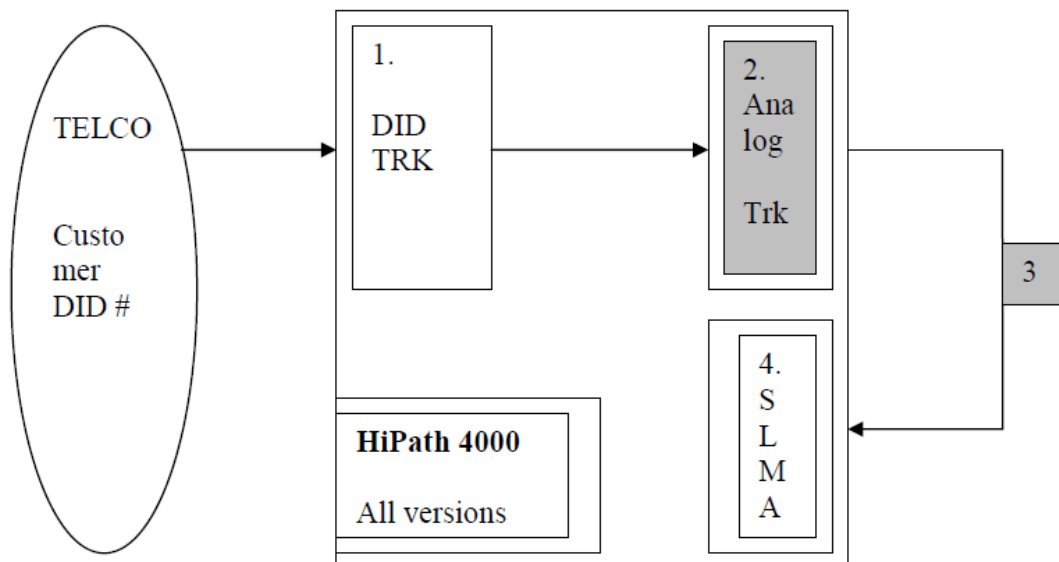 TELCO
Custo
mer
DID #
1.
DID
TRK
2.
Ana
log
Trk
3
4.
S
L
M
A
HiPath 4000
All versions